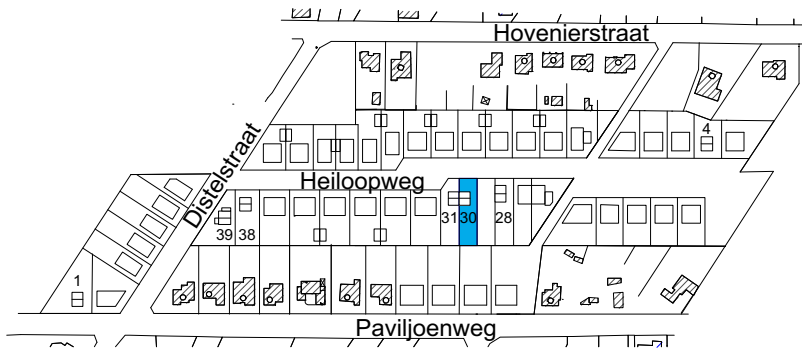 Hovenierstraat
Distelstraat
4
Heiloopweg
39 38 31 30 28
1
Paviljoenweg